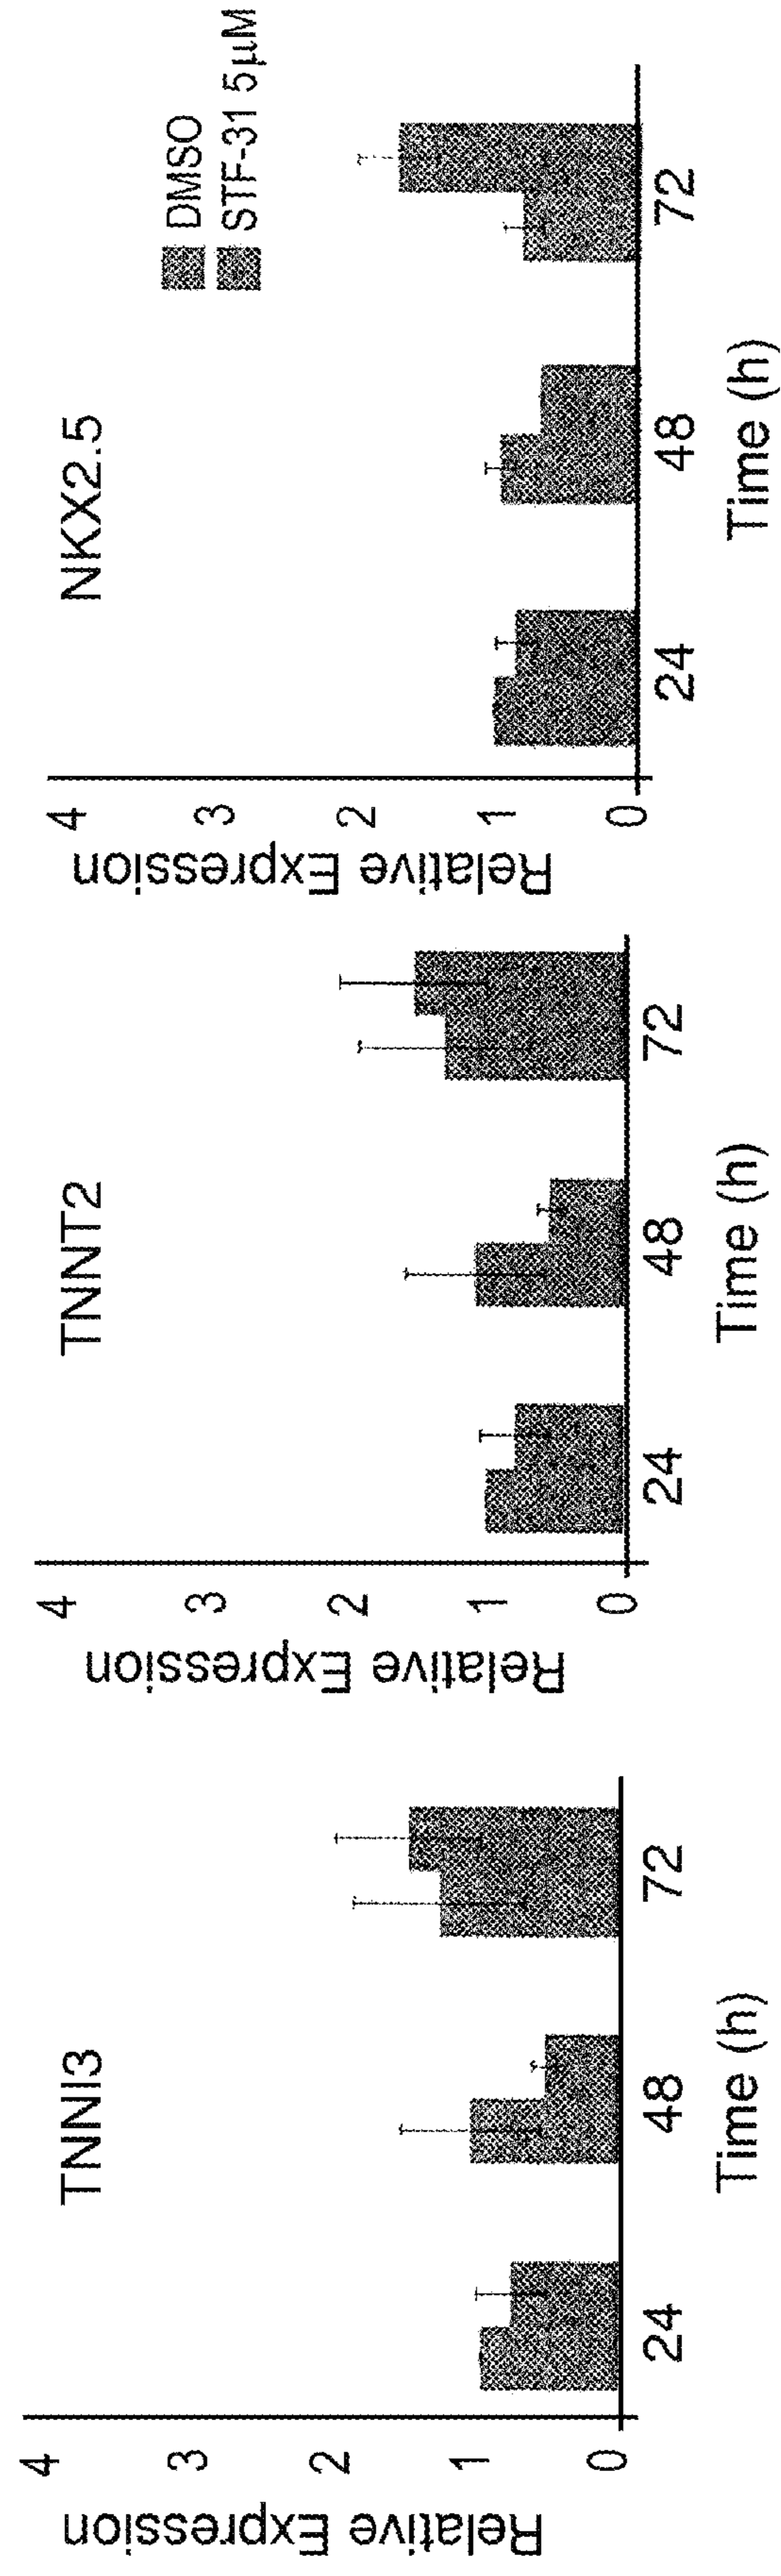 TNNI3
Relative Expression
4
3
2
1
0
24 48 72
Time (h)
TNNT2
Relative Expression
4
3
2
1
0
24 48 72
Time (h)
NKX2.5
DMSO
STF-31 5μM
Relative Expression
4
3
2
1
0
24 48 72
Time (h)